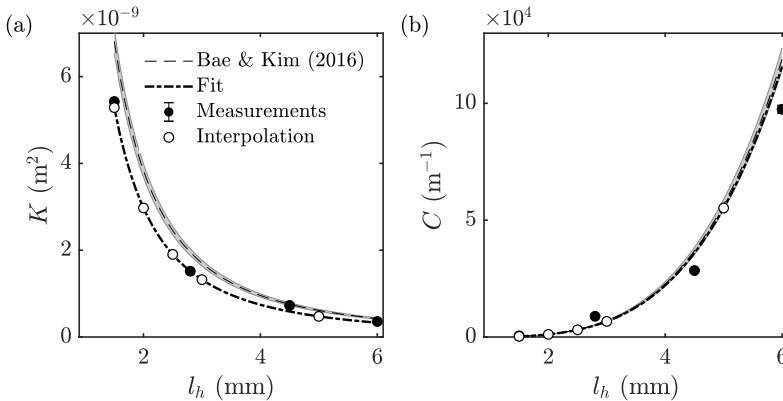 (a)
×10⁻⁹
6
4
2
0
K (m²)
2
4
6
l_h (mm)
Bae & Kim (2016)
Fit
Measurements
Interpolation
(b)
×10⁴
10
5
0
C (m⁻¹)
2
4
6
l_h (mm)